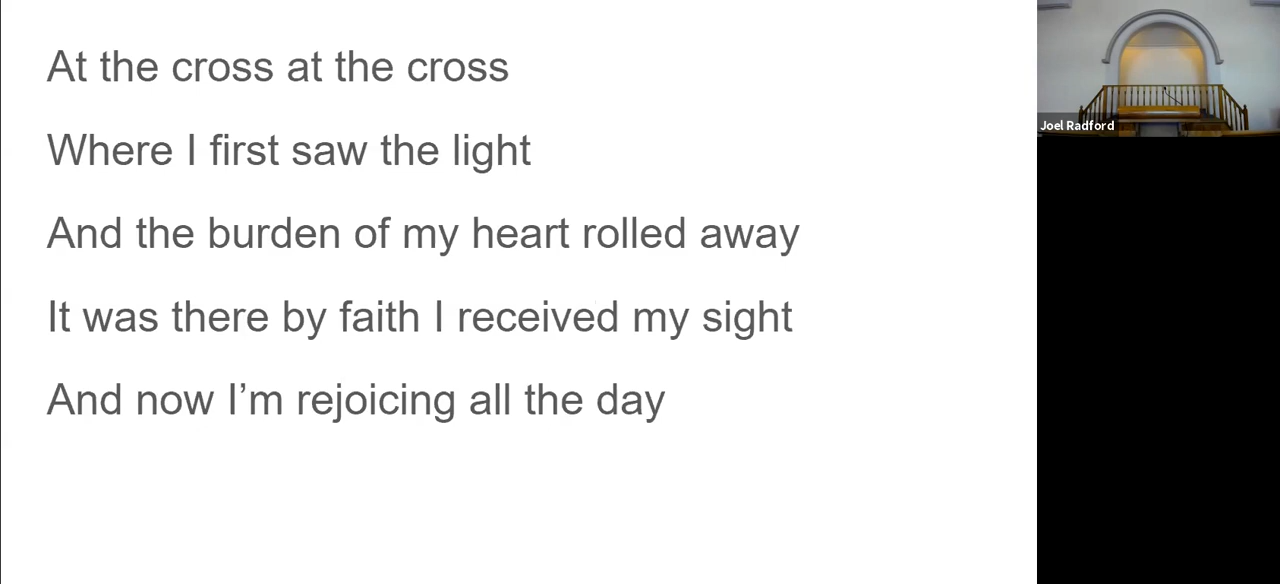 At the cross at the cross
Where I first saw the light
And the burden of my heart rolled away
It was there by faith I received my sight
And now I’m rejoicing all the day
Joel Radford